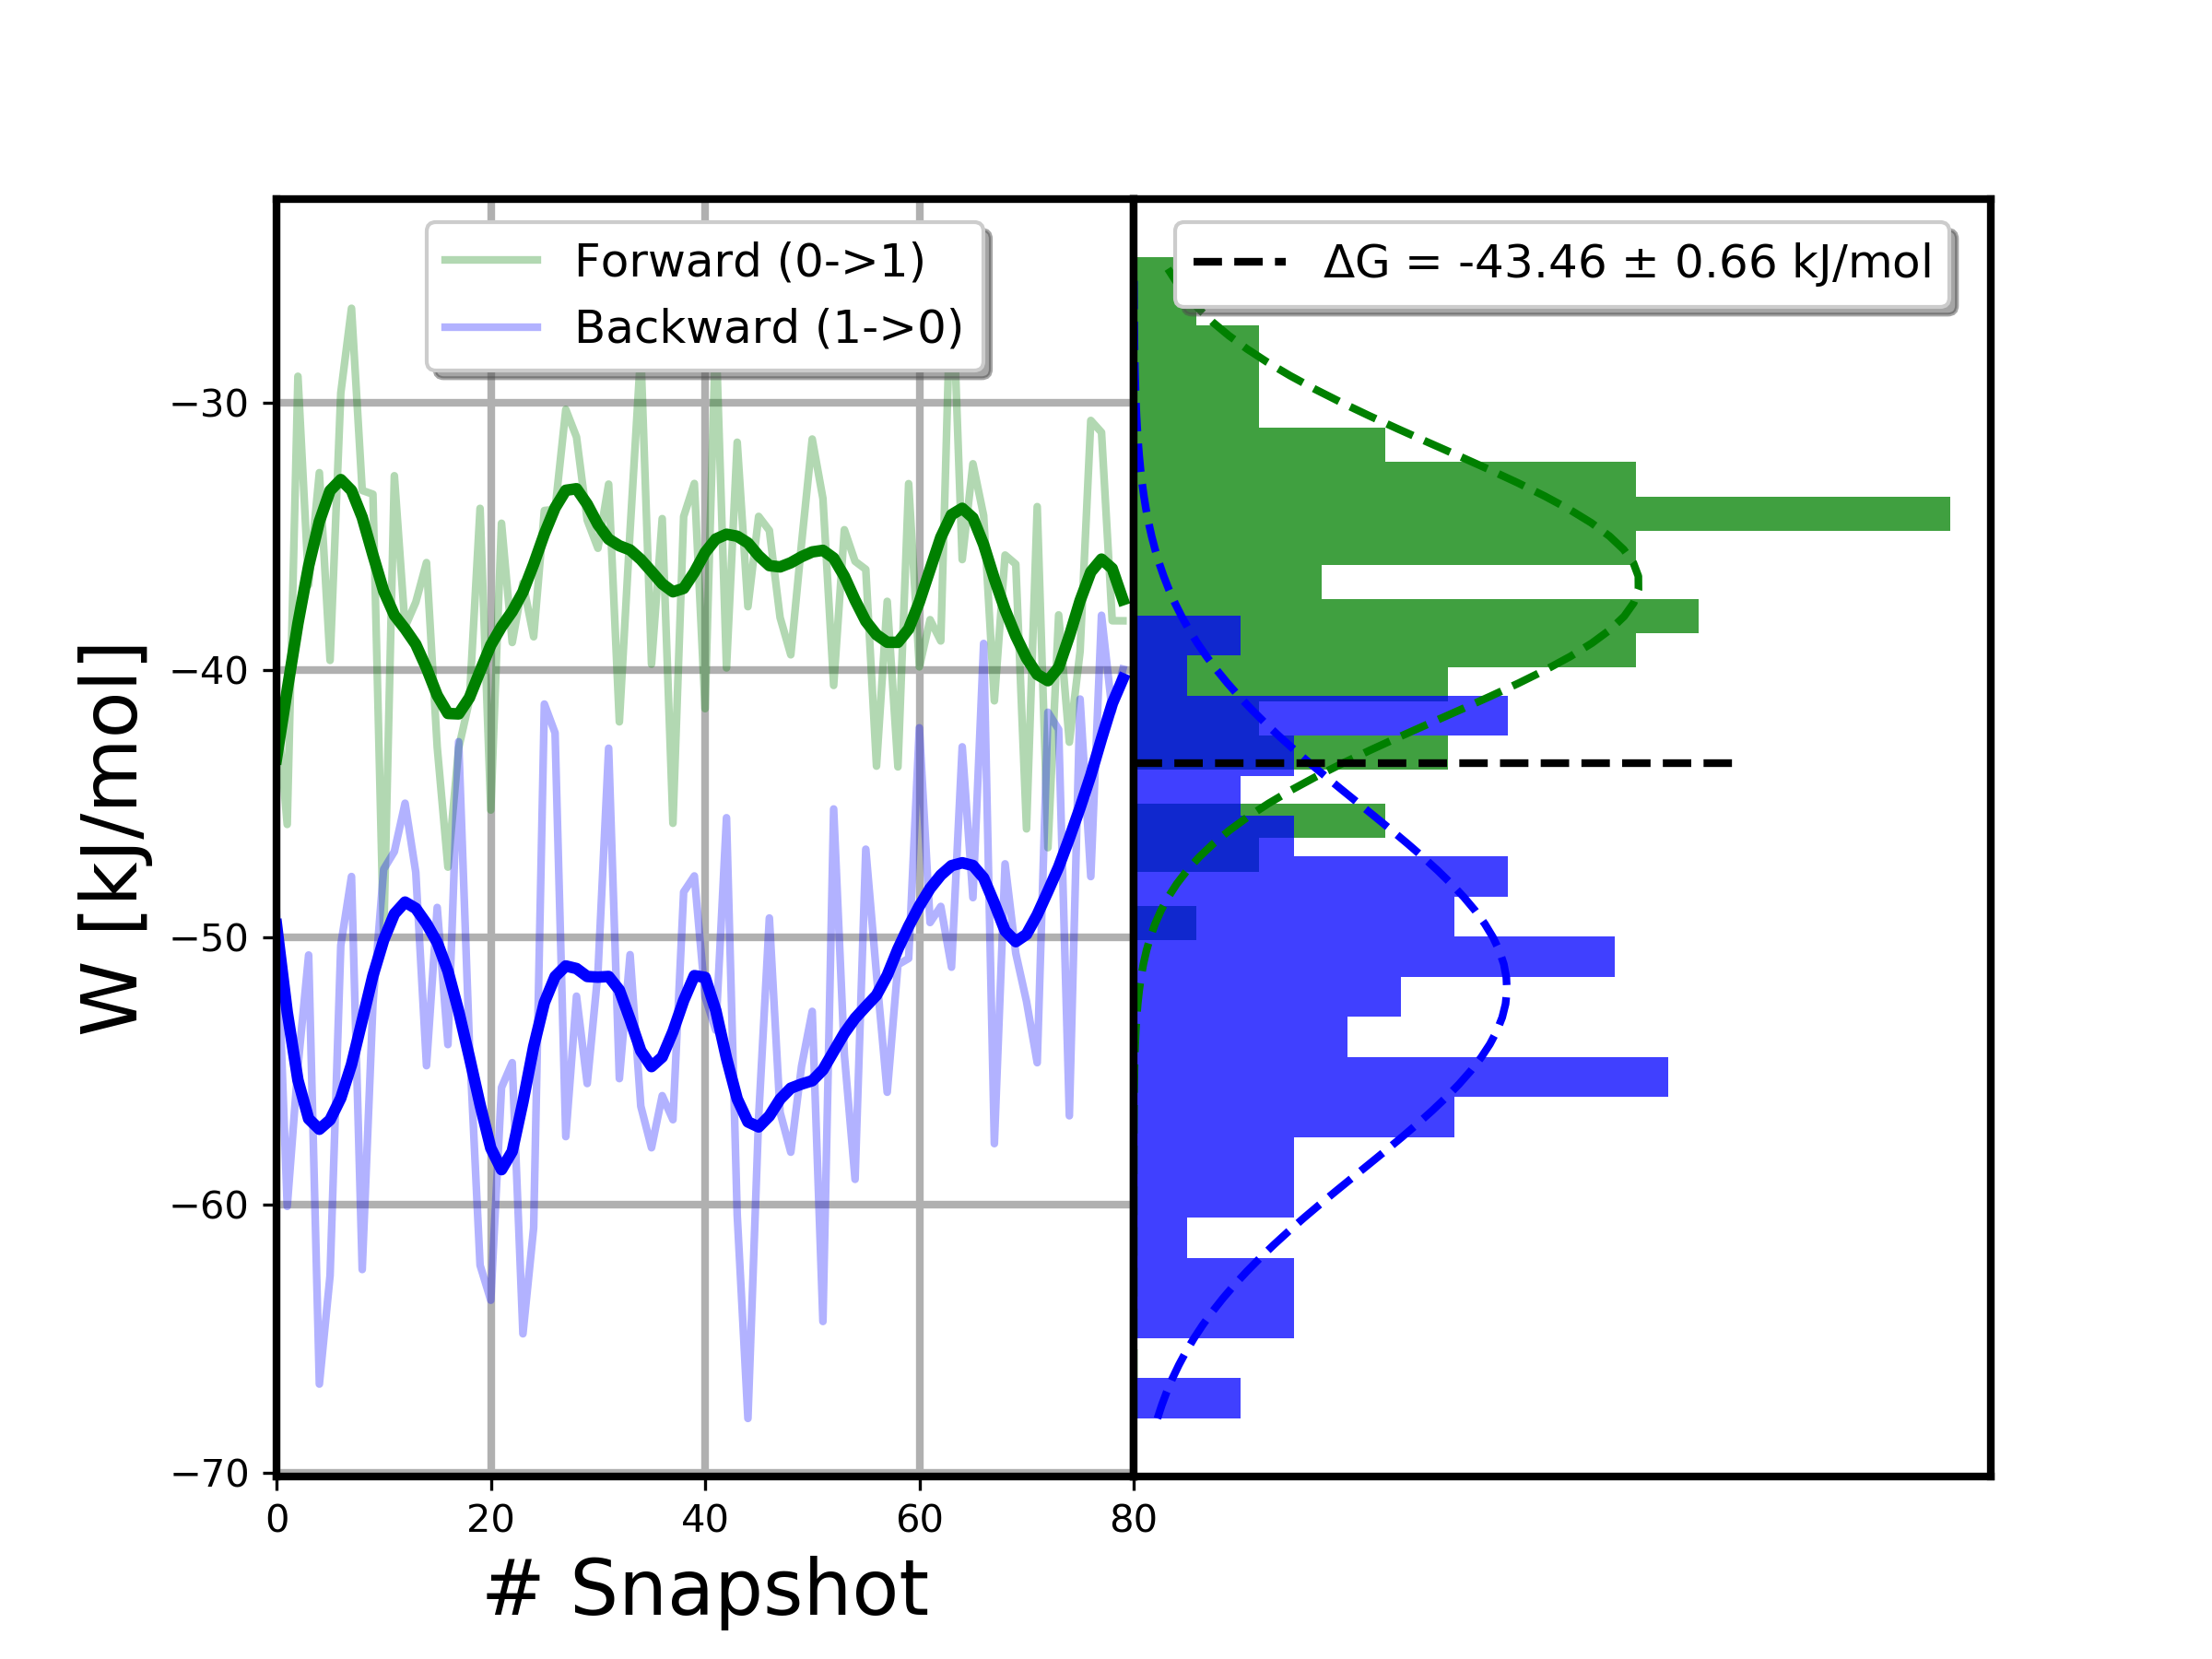 Forward (0->1)
Backward (1->0)
ΔG = -43.46 ± 0.66 kJ/mol
W [kJ/mol]
−30
−40
−50
−60
−70
0 20 40 60 80
# Snapshot